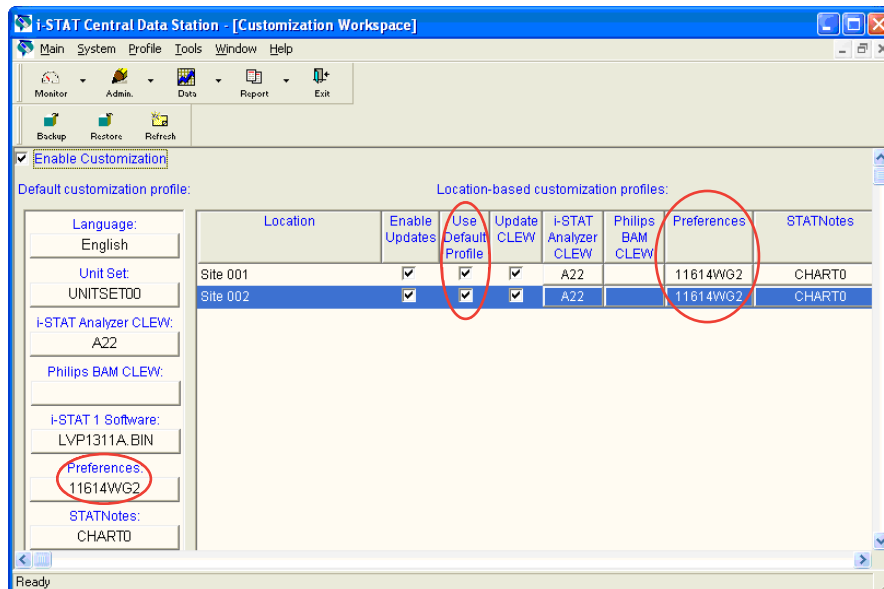 i-STAT Central Data Station - [Customization Workspace]
Main System Profile Tools Window Help
Monitor Admin. Data Report Exit
Backup Restore Refresh
Enable Customization
Default customization profile:
Location-based customization profiles:
Language:
English
Unit Set:
UNITSET00
i-STAT Analyzer CLEW:
A22
Philips BAM CLEW:
i-STAT 1 Software:
LVP1311A.BIN
Preferences:
11614WG2
STATNotes:
CHART0
Location
Enable Updates
Use Default Profile
Update CLEW
i-STAT Analyzer CLEW
Philips BAM CLEW
Preferences
STATNotes
Site 001 A22 11614WG2 CHART0
Site 002 A22 11614WG2 CHART0
Ready